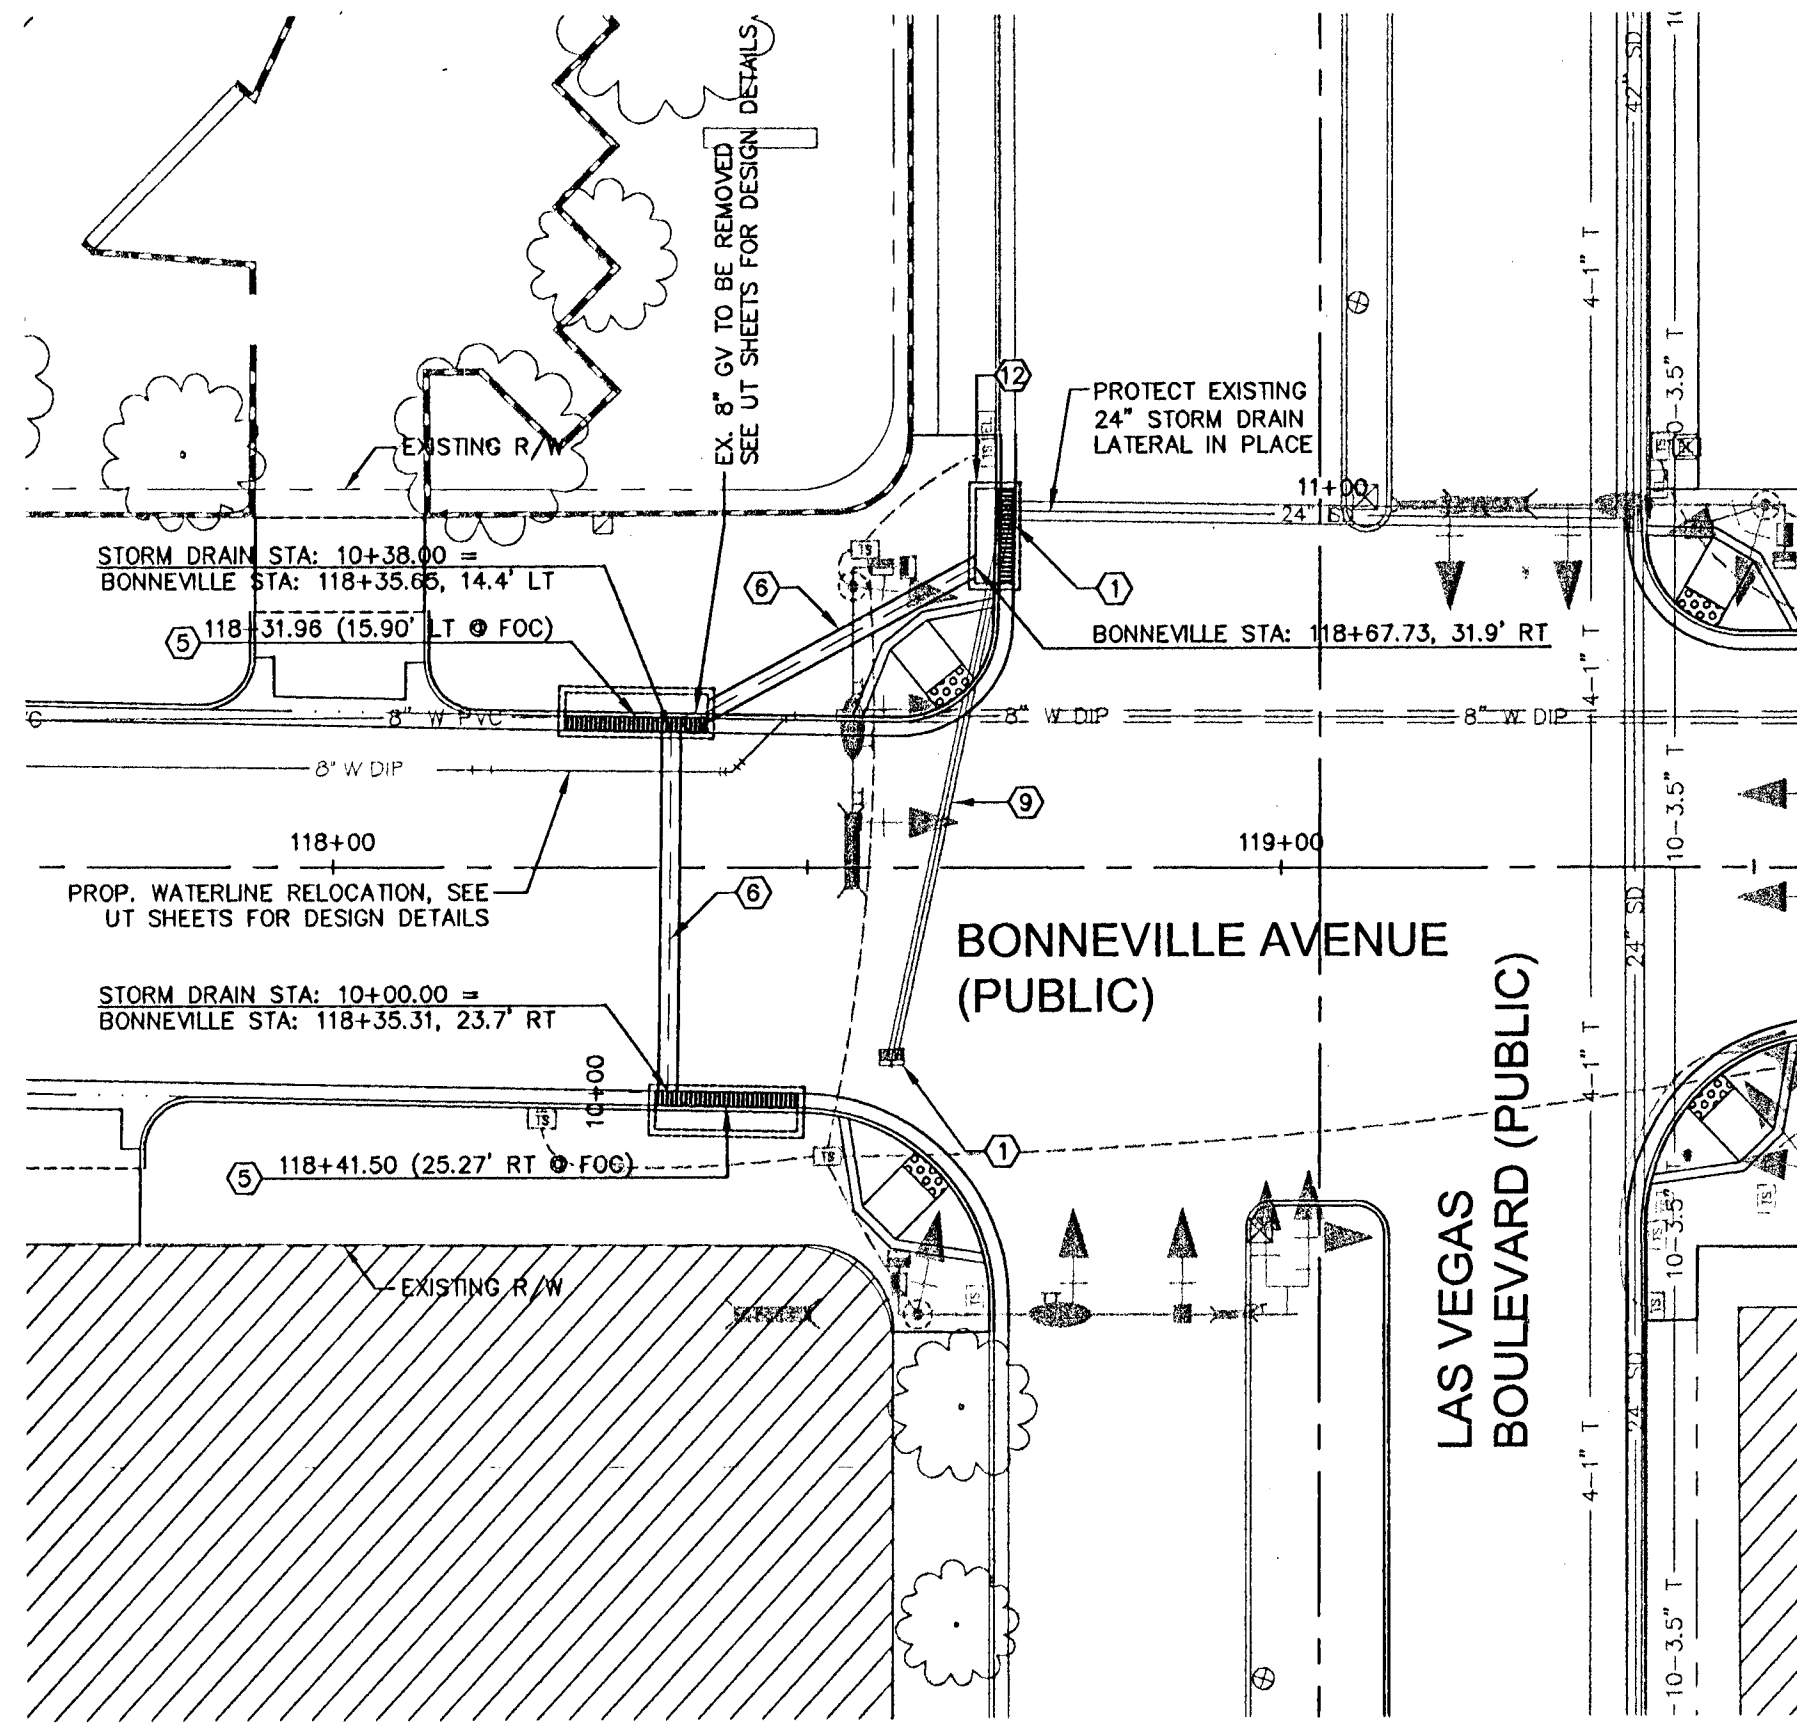 EX. 8" GV TO BE REMOVED
SEE UT SHEETS FOR DESIGN DETAILS
42" SD
4-1" T
10-3.5" T
12
PROTECT EXISTING
24" STORM DRAIN
LATERAL IN PLACE
EXISTING R/W
11+00
24"
TS
STORM DRAIN STA: 10+38.00 =
BONNEVILLE STA: 118+35.65, 14.4' LT
6
1
5
118+31.96 (15.90' LT @ FOC)
BONNEVILLE STA: 118+67.73, 31.9' RT
4-1" T
8" W PVC
8" W DIP
8" W DIP
8" W DIP
9
10-3.5" T
118+00
119+00
PROP. WATERLINE RELOCATION, SEE
UT SHEETS FOR DESIGN DETAILS
6
BONNEVILLE AVENUE
(PUBLIC)
24" SD
STORM DRAIN STA: 10+00.00 =
BONNEVILLE STA: 118+35.31, 23.7' RT
10+00
4-1" T
TS
TS
1
5
118+41.50 (25.27' RT @ FOC)
LAS VEGAS
BOULEVARD (PUBLIC)
TS
10-3.5" T
EXISTING R/W
TS
TS
24" SD
4-1" T
10-3.5" T